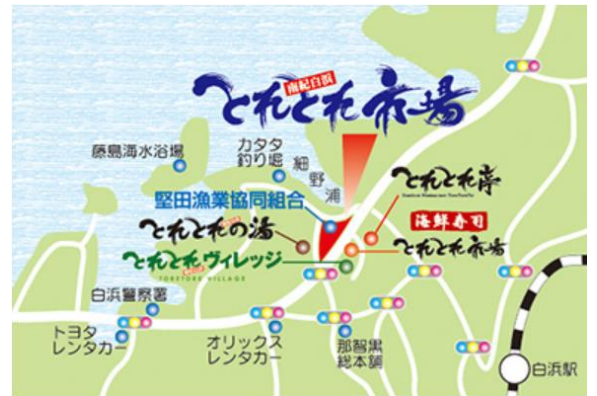 南紀白浜
とれとれ市場
藤島海水浴場
カタタ
釣り堀
細野浦
堅田漁業協同組合
とれとれ亭
とれとれの湯
海鮮寿司
とれとれ市場
とれとれヴィレッジ
TORETORE VILLAGE
白浜警察署
トヨタ
レンタカー
オリックス
レンタカー
那智黒
総本舗
白浜駅